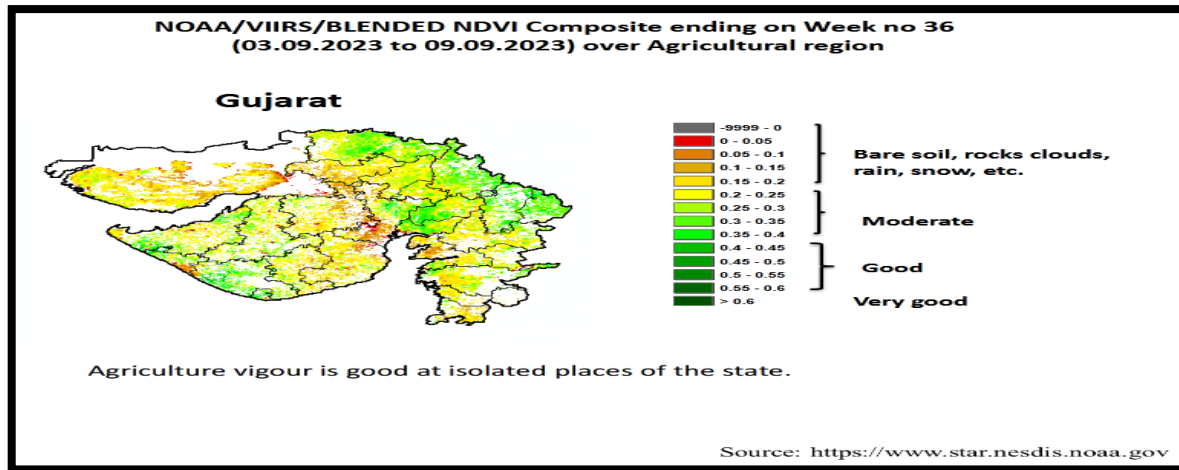 NOAA/VIIRS/BLENDED NDVI Composite ending on Week no 36
(03.09.2023 to 09.09.2023) over Agricultural region
Gujarat
-9999 - 0
0 - 0.05
0.05 - 0.1
0.1 - 0.15
0.15 - 0.2
0.2 - 0.25
0.25 - 0.3
0.3 - 0.35
0.35 - 0.4
0.4 - 0.45
0.45 - 0.5
0.5 - 0.55
0.55 - 0.6
> 0.6
Bare soil, rocks clouds,
rain, snow, etc.
Moderate
Good
Very good
Agriculture vigour is good at isolated places of the state.
Source: https://www.star.nesdis.noaa.gov